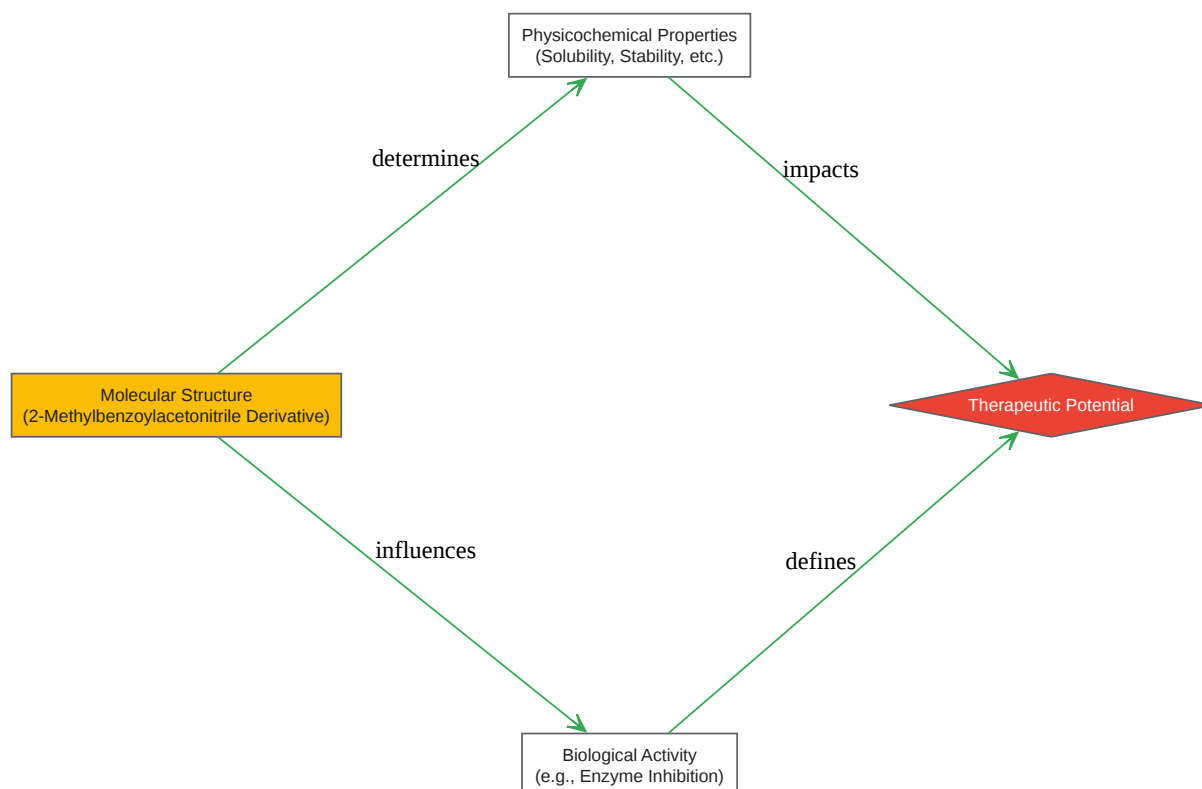 Physicochemical Properties
(Solubility, Stability, etc.)
determines
impacts
Molecular Structure
(2-Methylbenzoylacetonitrile Derivative)
Therapeutic Potential
influences
defines
Biological Activity
(e.g., Enzyme Inhibition)